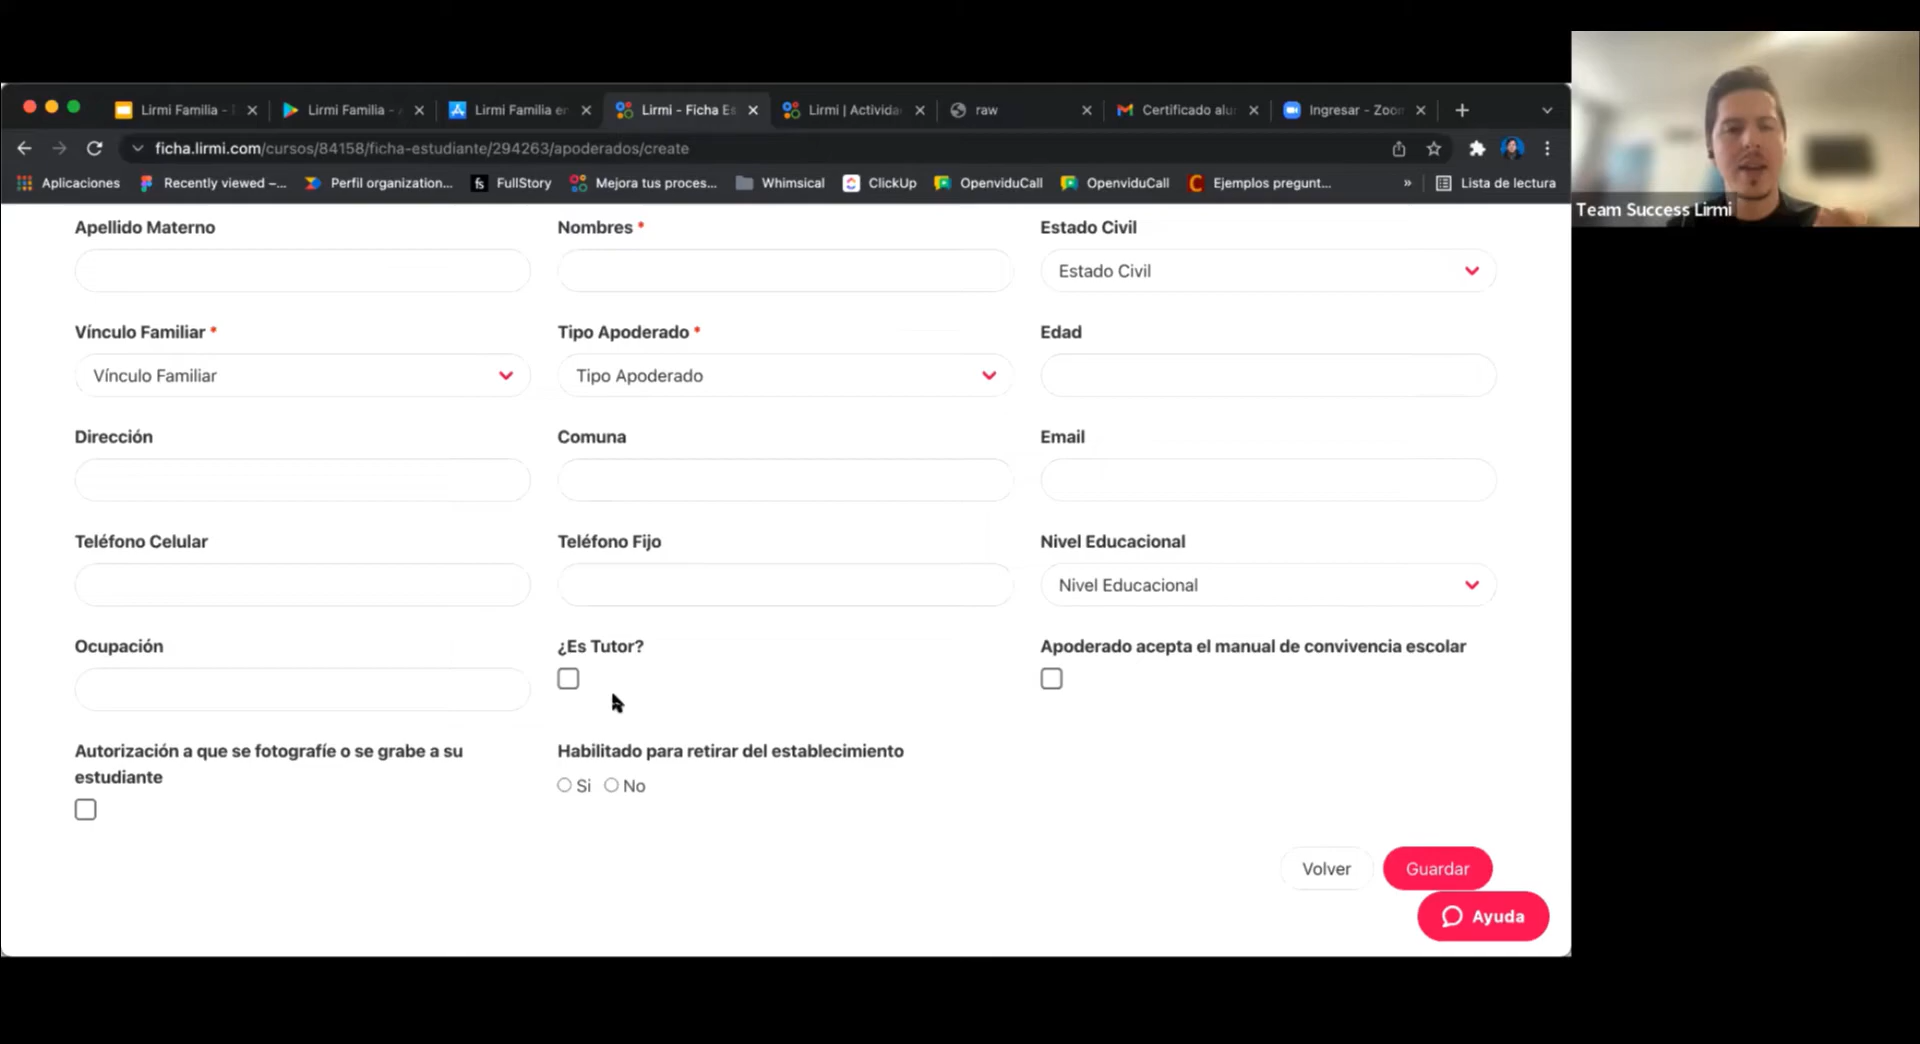 Lirmi Familia -
Lirmi Familia -
Lirmi Familia en
Lirmi - Ficha Es
Lirmi | Activida
raw
Certificado alu
Ingresar - Zoom
ficha.lirmi.com/cursos/84158/ficha-estudiante/294263/apoderados/create
Aplicaciones
Recently viewed –...
Perfil organization...
fs
FullStory
Mejora tus proces...
Whimsical
ClickUp
OpenviduCall
OpenviduCall
Ejemplos pregunt...
»
Lista de lectura
Team Success Lirmi
Apellido Materno
Nombres *
Estado Civil
Estado Civil
Vínculo Familiar *
Tipo Apoderado *
Edad
Vínculo Familiar
Tipo Apoderado
Dirección
Comuna
Email
Teléfono Celular
Teléfono Fijo
Nivel Educacional
Nivel Educacional
Ocupación
¿Es Tutor?
Apoderado acepta el manual de convivencia escolar
Autorización a que se fotografíe o se grabe a su
estudiante
Habilitado para retirar del establecimiento
Si
No
Volver
Guardar
Ayuda